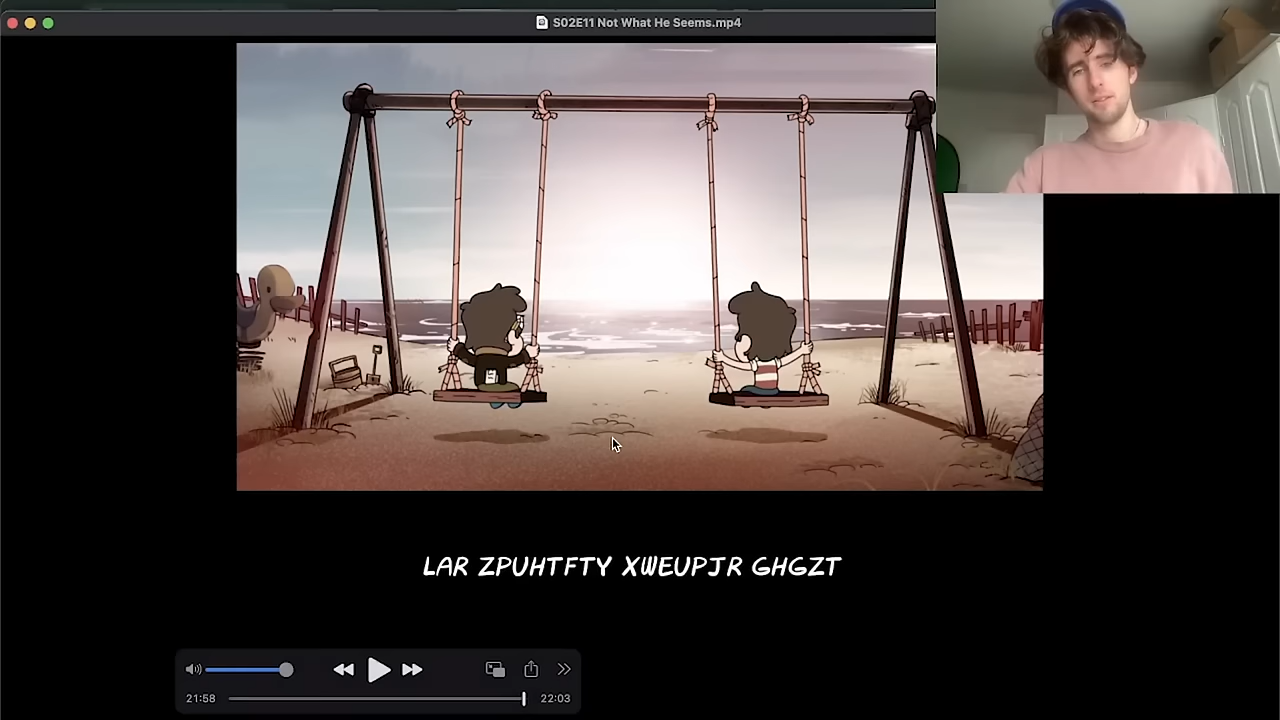 S02E11 Not What He Seems.mp4
LAR ZPUHTFTY XWEUPJR GHGZT
21:58
22:03